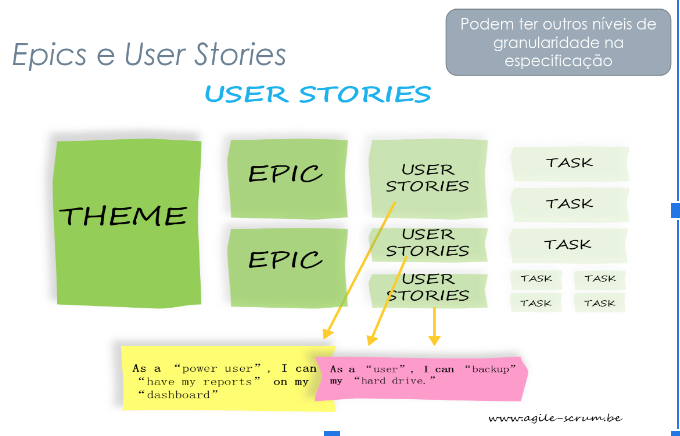 Podem ter outros níveis de
granularidade na
especificação
Epics e User Stories
USER STORIES
THEME
EPIC
EPIC
USER
STORIES
USER
STORIES
USER
STORIES
TASK
TASK
TASK
TASK TASK
TASK TASK
As a “power user”, I can
“have my reports” on my
“dashboard”
As a “user”, I can “backup”
my “hard drive.”
www.agile-scrum.be